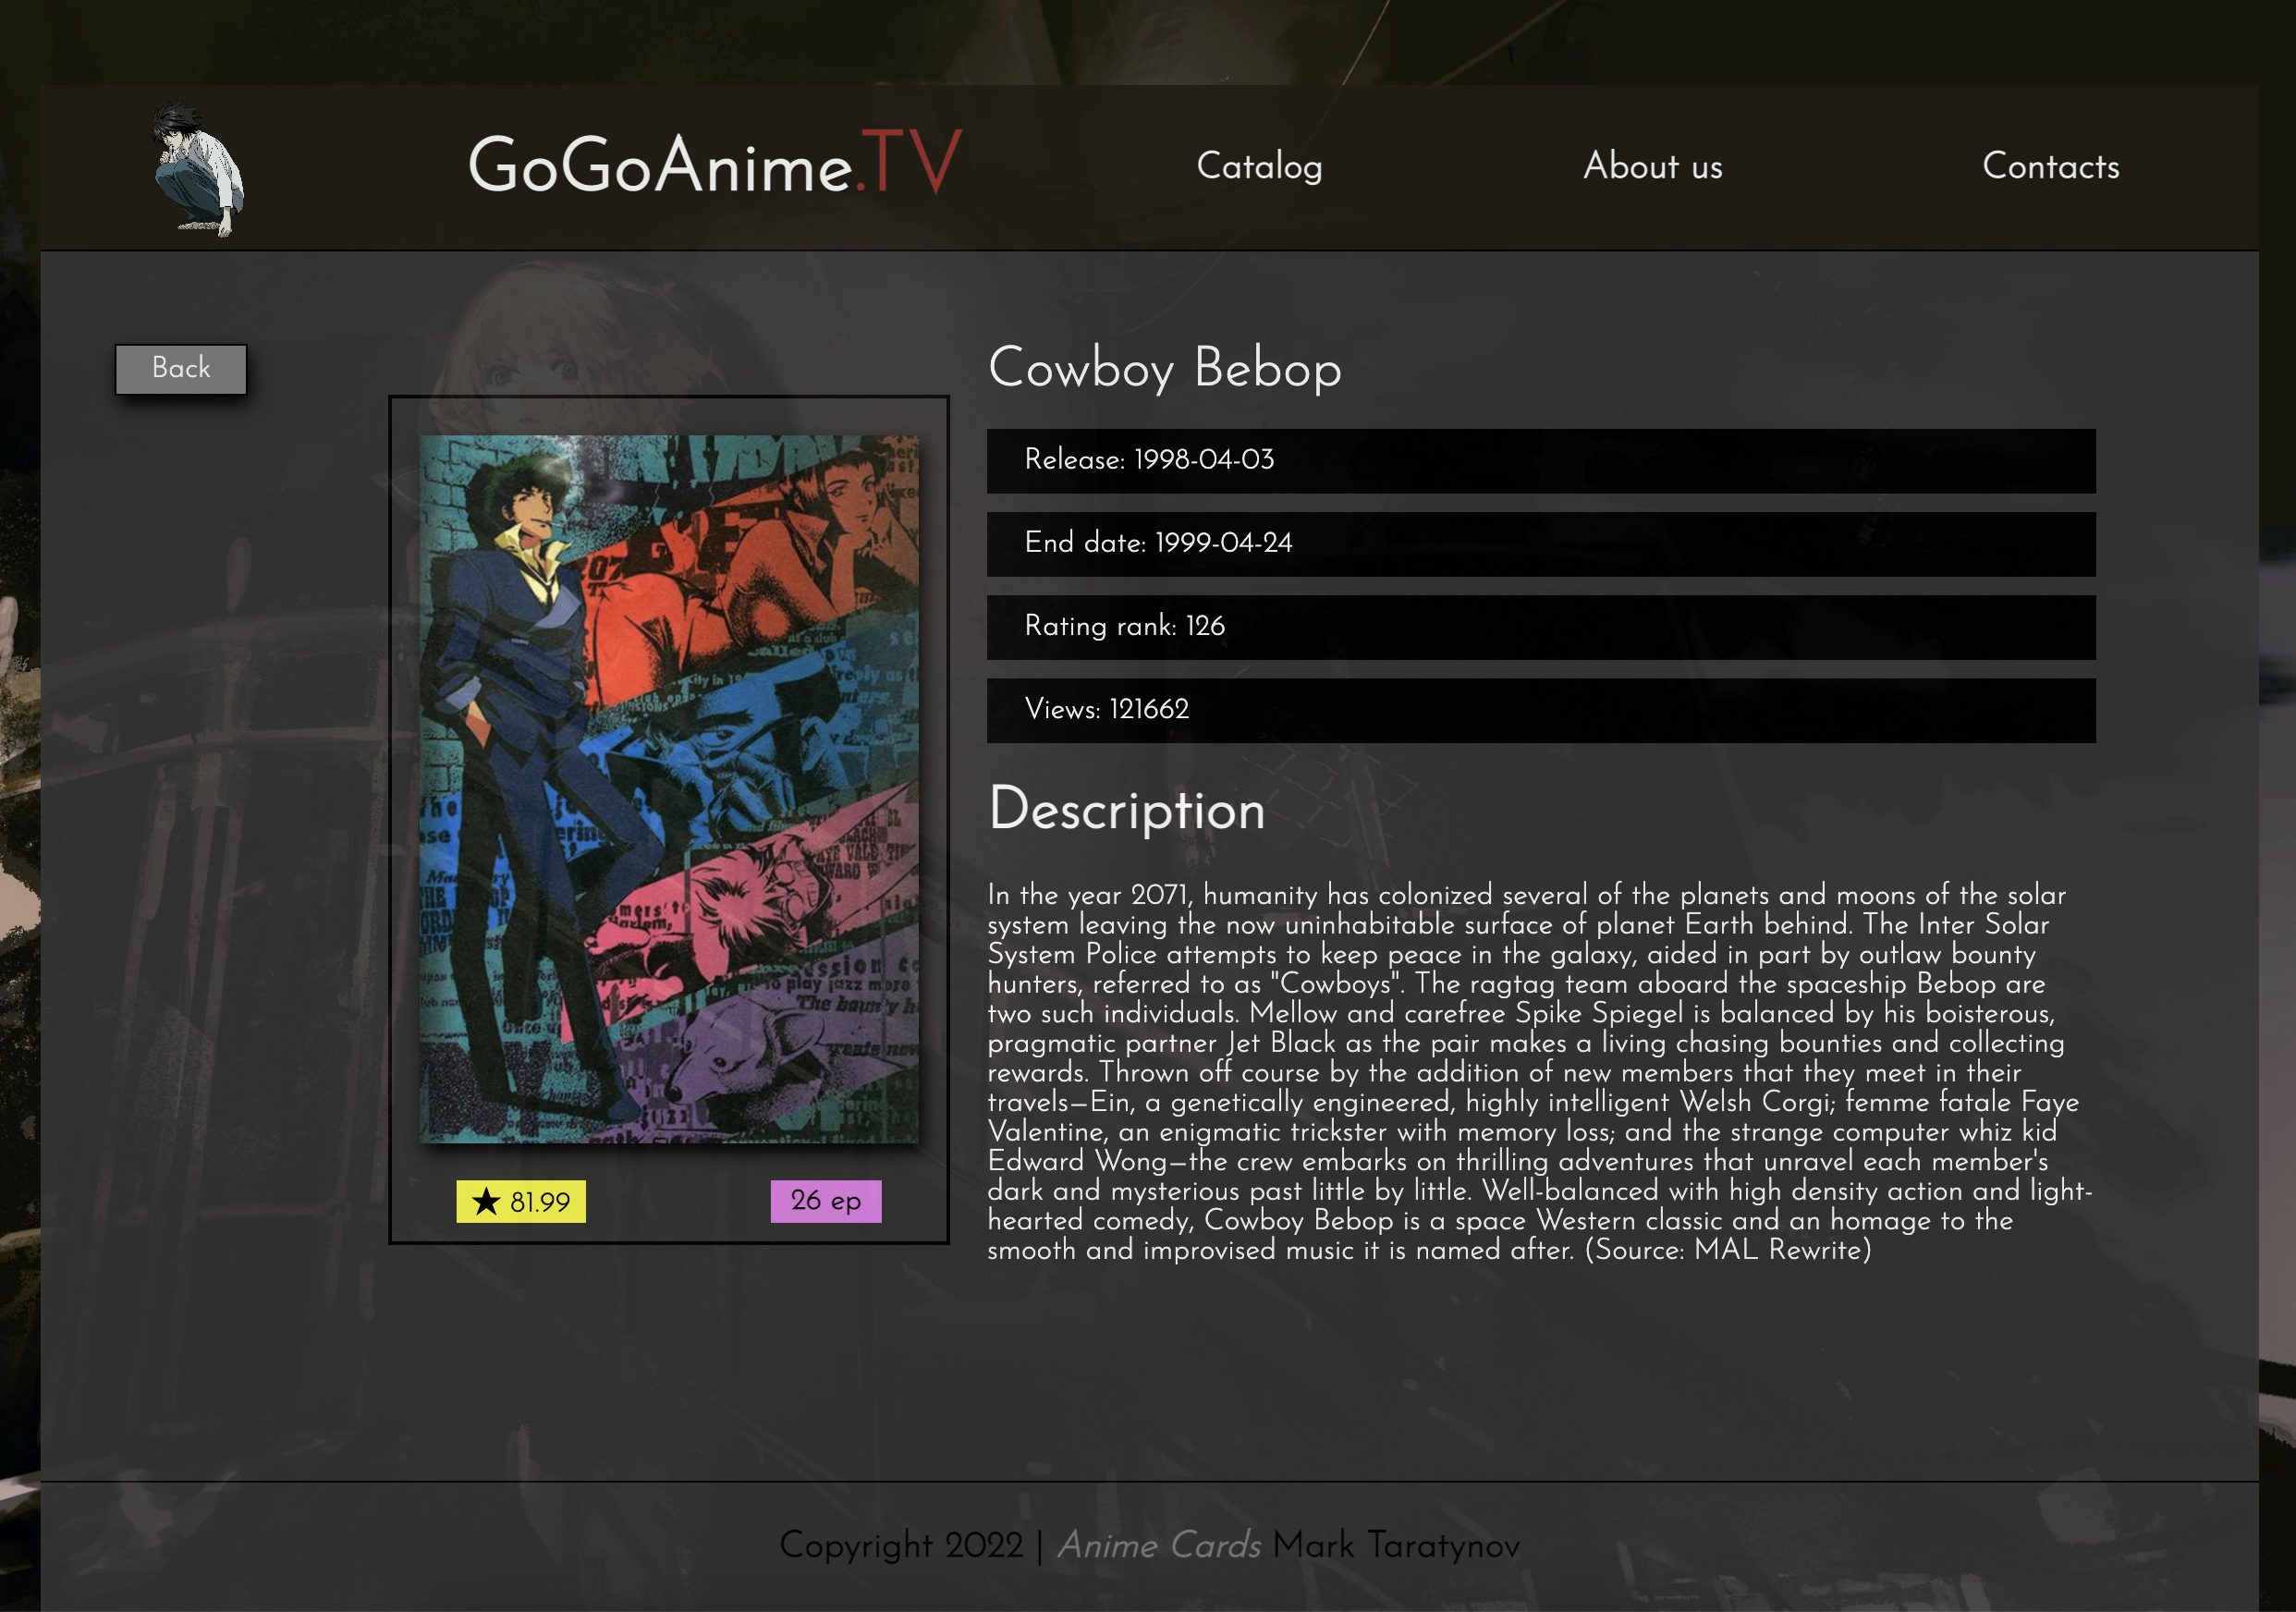 GoGoAnime.TV
Catalog
About us
Contacts
Back
Cowboy Bebop
Release: 1998-04-03
End date: 1999-04-24
Rating rank: 126
Views: 121662
Description
In the year 2071, humanity has colonized several of the planets and moons of the solar
system leaving the now uninhabitable surface of planet Earth behind. The Inter Solar
System Police attempts to keep peace in the galaxy, aided in part by outlaw bounty
hunters, referred to as "Cowboys". The ragtag team aboard the spaceship Bebop are
two such individuals. Mellow and carefree Spike Spiegel is balanced by his boisterous,
pragmatic partner Jet Black as the pair makes a living chasing bounties and collecting
rewards. Thrown off course by the addition of new members that they meet in their
travels—Ein, a genetically engineered, highly intelligent Welsh Corgi; femme fatale Faye
Valentine, an enigmatic trickster with memory loss; and the strange computer whiz kid
Edward Wong—the crew embarks on thrilling adventures that unravel each member's
dark and mysterious past little by little. Well-balanced with high density action and light-
hearted comedy, Cowboy Bebop is a space Western classic and an homage to the
smooth and improvised music it is named after. (Source: MAL Rewrite)
★ 81.99
26 ep
Copyright 2022 | Anime Cards Mark Taratynov